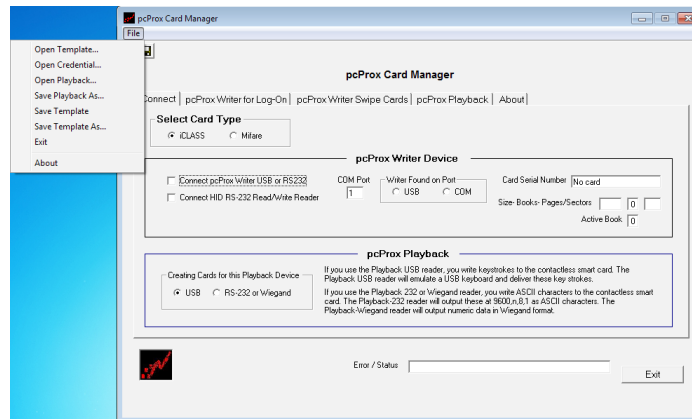 pcProx Card Manager
File
Open Template...
Open Credential...
Open Playback...
Save Playback As...
Save Template
Save Template As...
Exit
About
pcProx Card Manager
Connect pcProx Writer for Log-On pcProx Writer Swipe Cards pcProx Playback About
Select Card Type
iCLASS Mifare
pcProx Writer Device
Connect pcProx Writer USB or RS232
Connect HID RS-232 Read/Write Reader
COM Port
1
Writer Found on Port
USB COM
Card Serial Number No card
Size- Books- Pages/Sectors 0
Active Book 0
pcProx Playback
Creating Cards for this Playback Device
USB RS-232 or Wiegand
If you use the Playback USB reader, you write keystrokes to the contactless smart card. The
Playback USB reader will emulate a USB keyboard and deliver these key strokes.
If you use the Playback 232 or Wiegand reader, you write ASCII characters to the contactless smart
card. The Playback-232 reader will output these at 9600,n,8,1 as ASCII characters. The
Playback-Wiegand reader will output numeric data in Wiegand format.
Error / Status
Exit